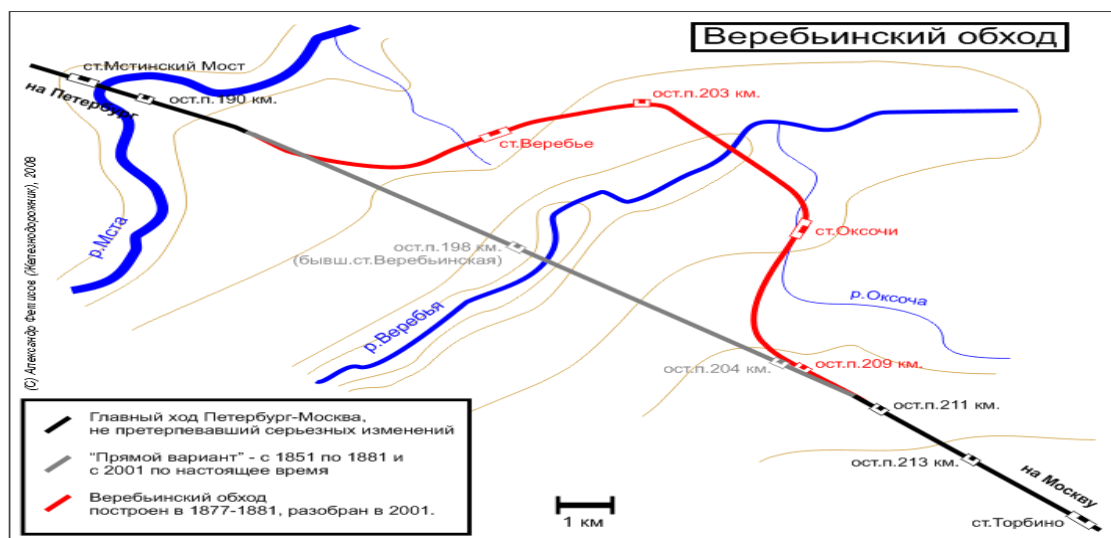 Веребьинский обход
ст.Мстинский Мост
на Петербург
ост.п.190 км.
ост.п.203 км.
ст.Веребье
р.Мста
ост.п.198 км.
(бывш.ст.Веребьинская)
ст.Оксочи
р.Оксоча
р.Веребья
ост.п.204 км.
ост.п.209 км.
ост.п.211 км.
ост.п.213 км.
на Москву
ст.Торбино
(С) Александр Фетисов (Железнодорожник), 2008
Главный ход Петербург-Москва,
не претерпевавший серьезных изменений
"Прямой вариант" - с 1851 по 1881 и
с 2001 по настоящее время
Веребьинский обход
построен в 1877-1881, разобран в 2001.
1 км